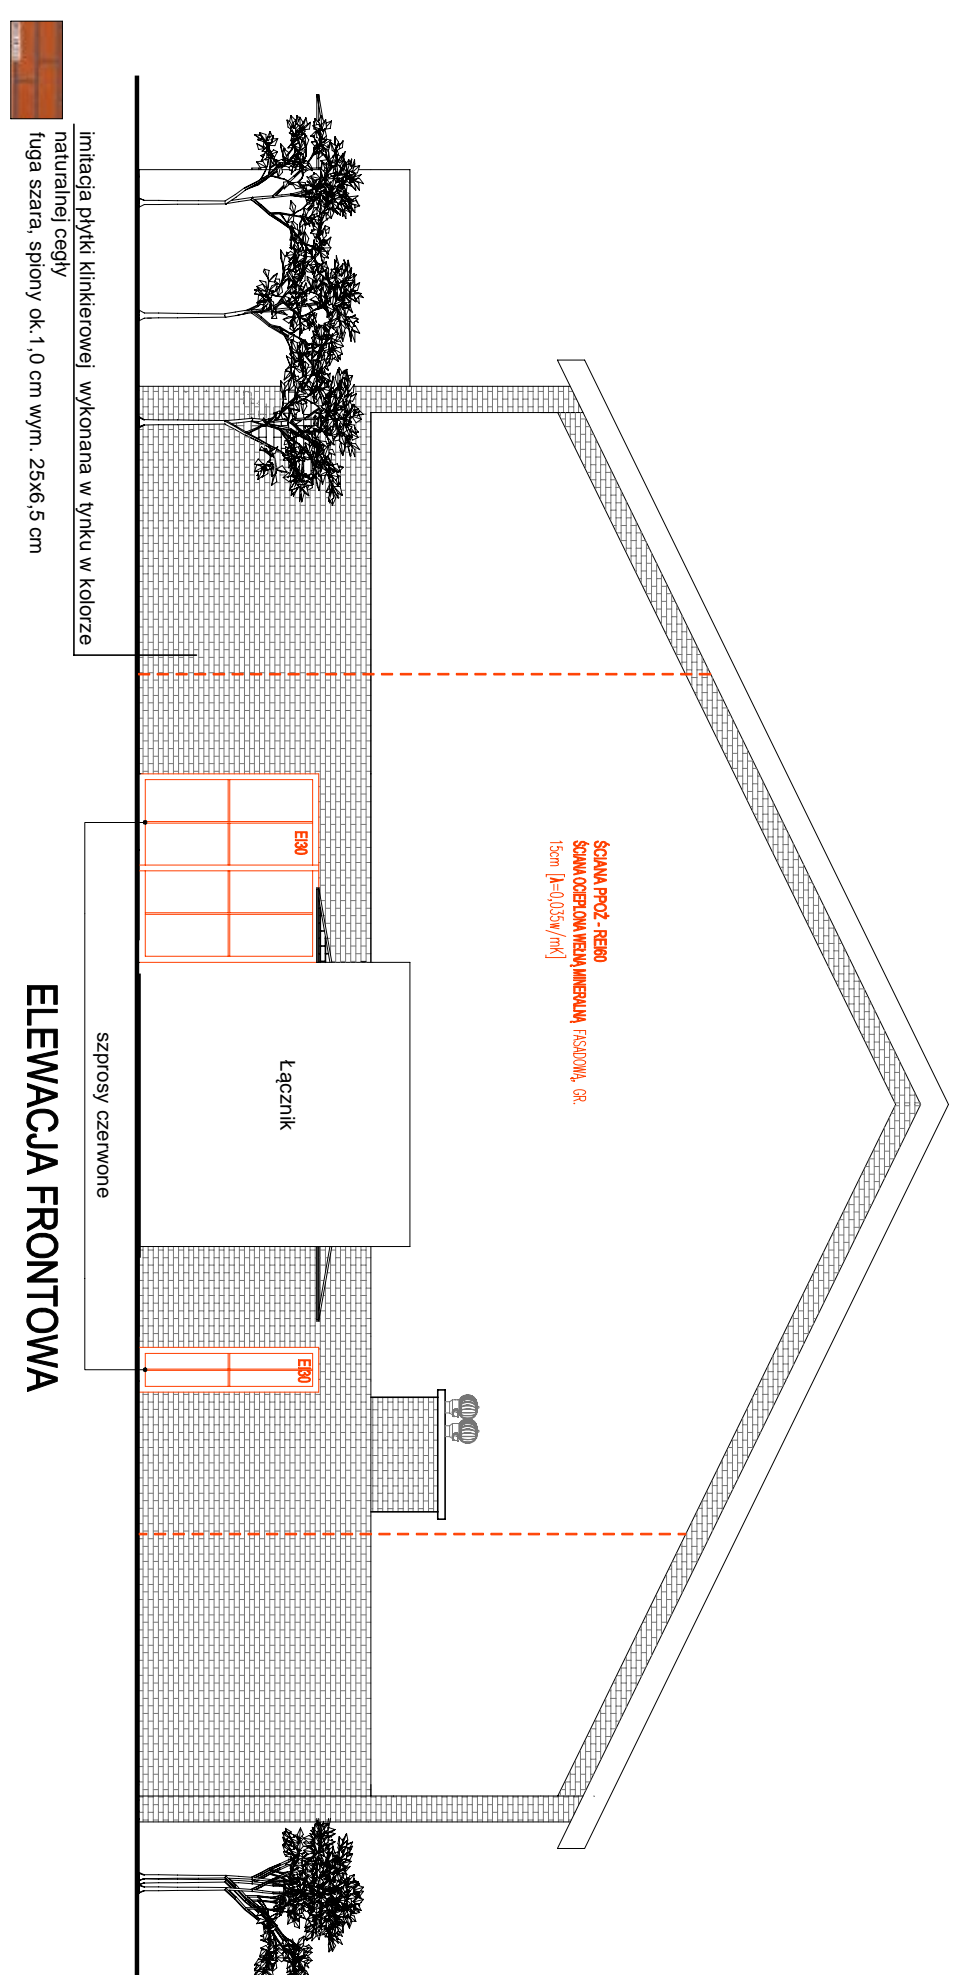 ŚCIANA PPOŻ - REI60
ŚCIANA OCIEPLONA WEŁNĄ MINERALNĄ FASADOWĄ, GR.
15cm [λ=0,035w/mK]
EI30
Łącznik
EI30
imitacja płytki klinkierowej wykonana w tynku w kolorze
naturalnej cegły
fuga szara, spiony ok.1,0 cm wym. 25x6,5 cm
szprosy czerwone
ELEWACJA FRONTOWA